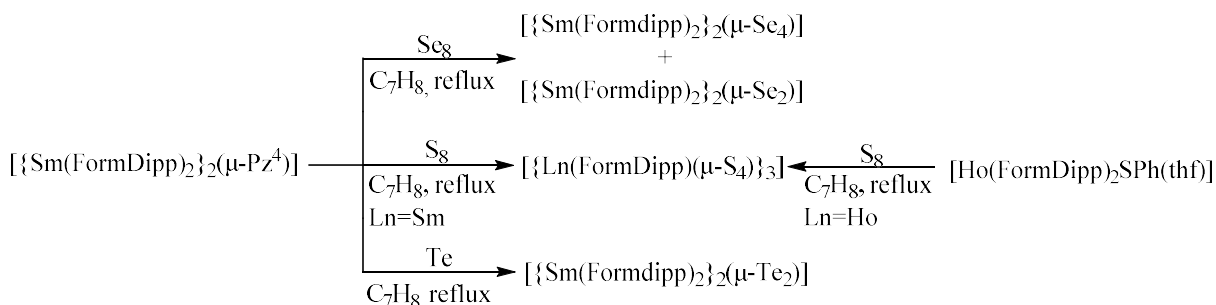 [{Sm(Formdipp)₂}₂(μ-Se₄)]
Se₈
+
C₇H₈, reflux
[{Sm(Formdipp)₂}₂(μ-Se₂)]
[{Sm(FormDipp)₂}₂(μ-Pz⁴)]
S₈
C₇H₈, reflux
Ln=Sm
[{Ln(FormDipp)(μ-S₄)}₃]
S₈
C₇H₈, reflux
Ln=Ho
[Ho(FormDipp)₂SPh(thf)]
Te
C₇H₈ reflux
[{Sm(Formdipp)₂}₂(μ-Te₂)]